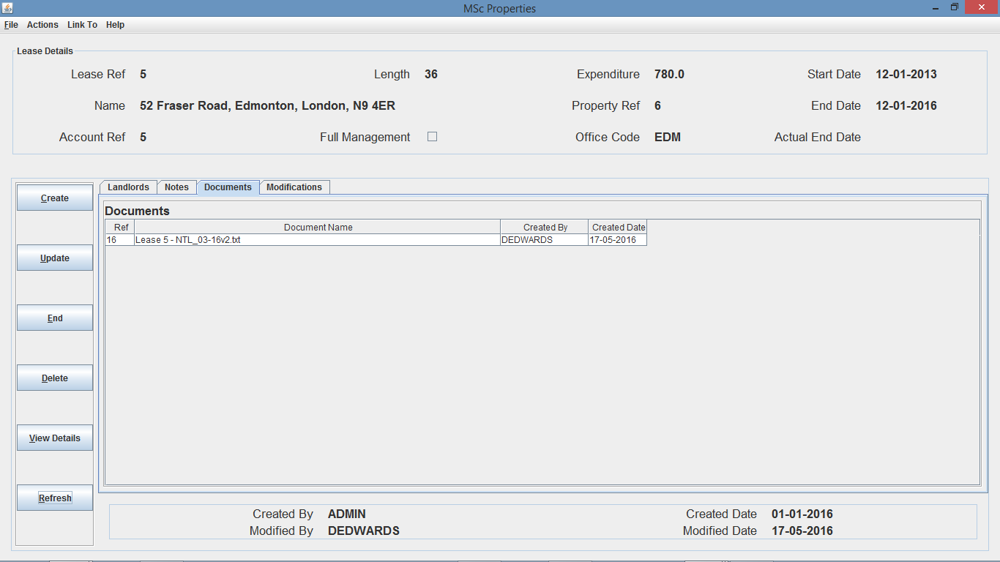 MSc Properties
File Actions Link To Help
Lease Details
Lease Ref 5 Length 36 Expenditure 780.0 Start Date 12-01-2013
Name 52 Fraser Road, Edmonton, London, N9 4ER Property Ref 6 End Date 12-01-2016
Account Ref 5 Full Management Office Code EDM Actual End Date
Landlords Notes Documents Modifications
Create
Update
End
Delete
View Details
Refresh
Documents
Ref Document Name Created By Created Date
16 Lease 5 - NTL_03-16v2.txt DEDWARDS 17-05-2016
Created By ADMIN Created Date 01-01-2016
Modified By DEDWARDS Modified Date 17-05-2016